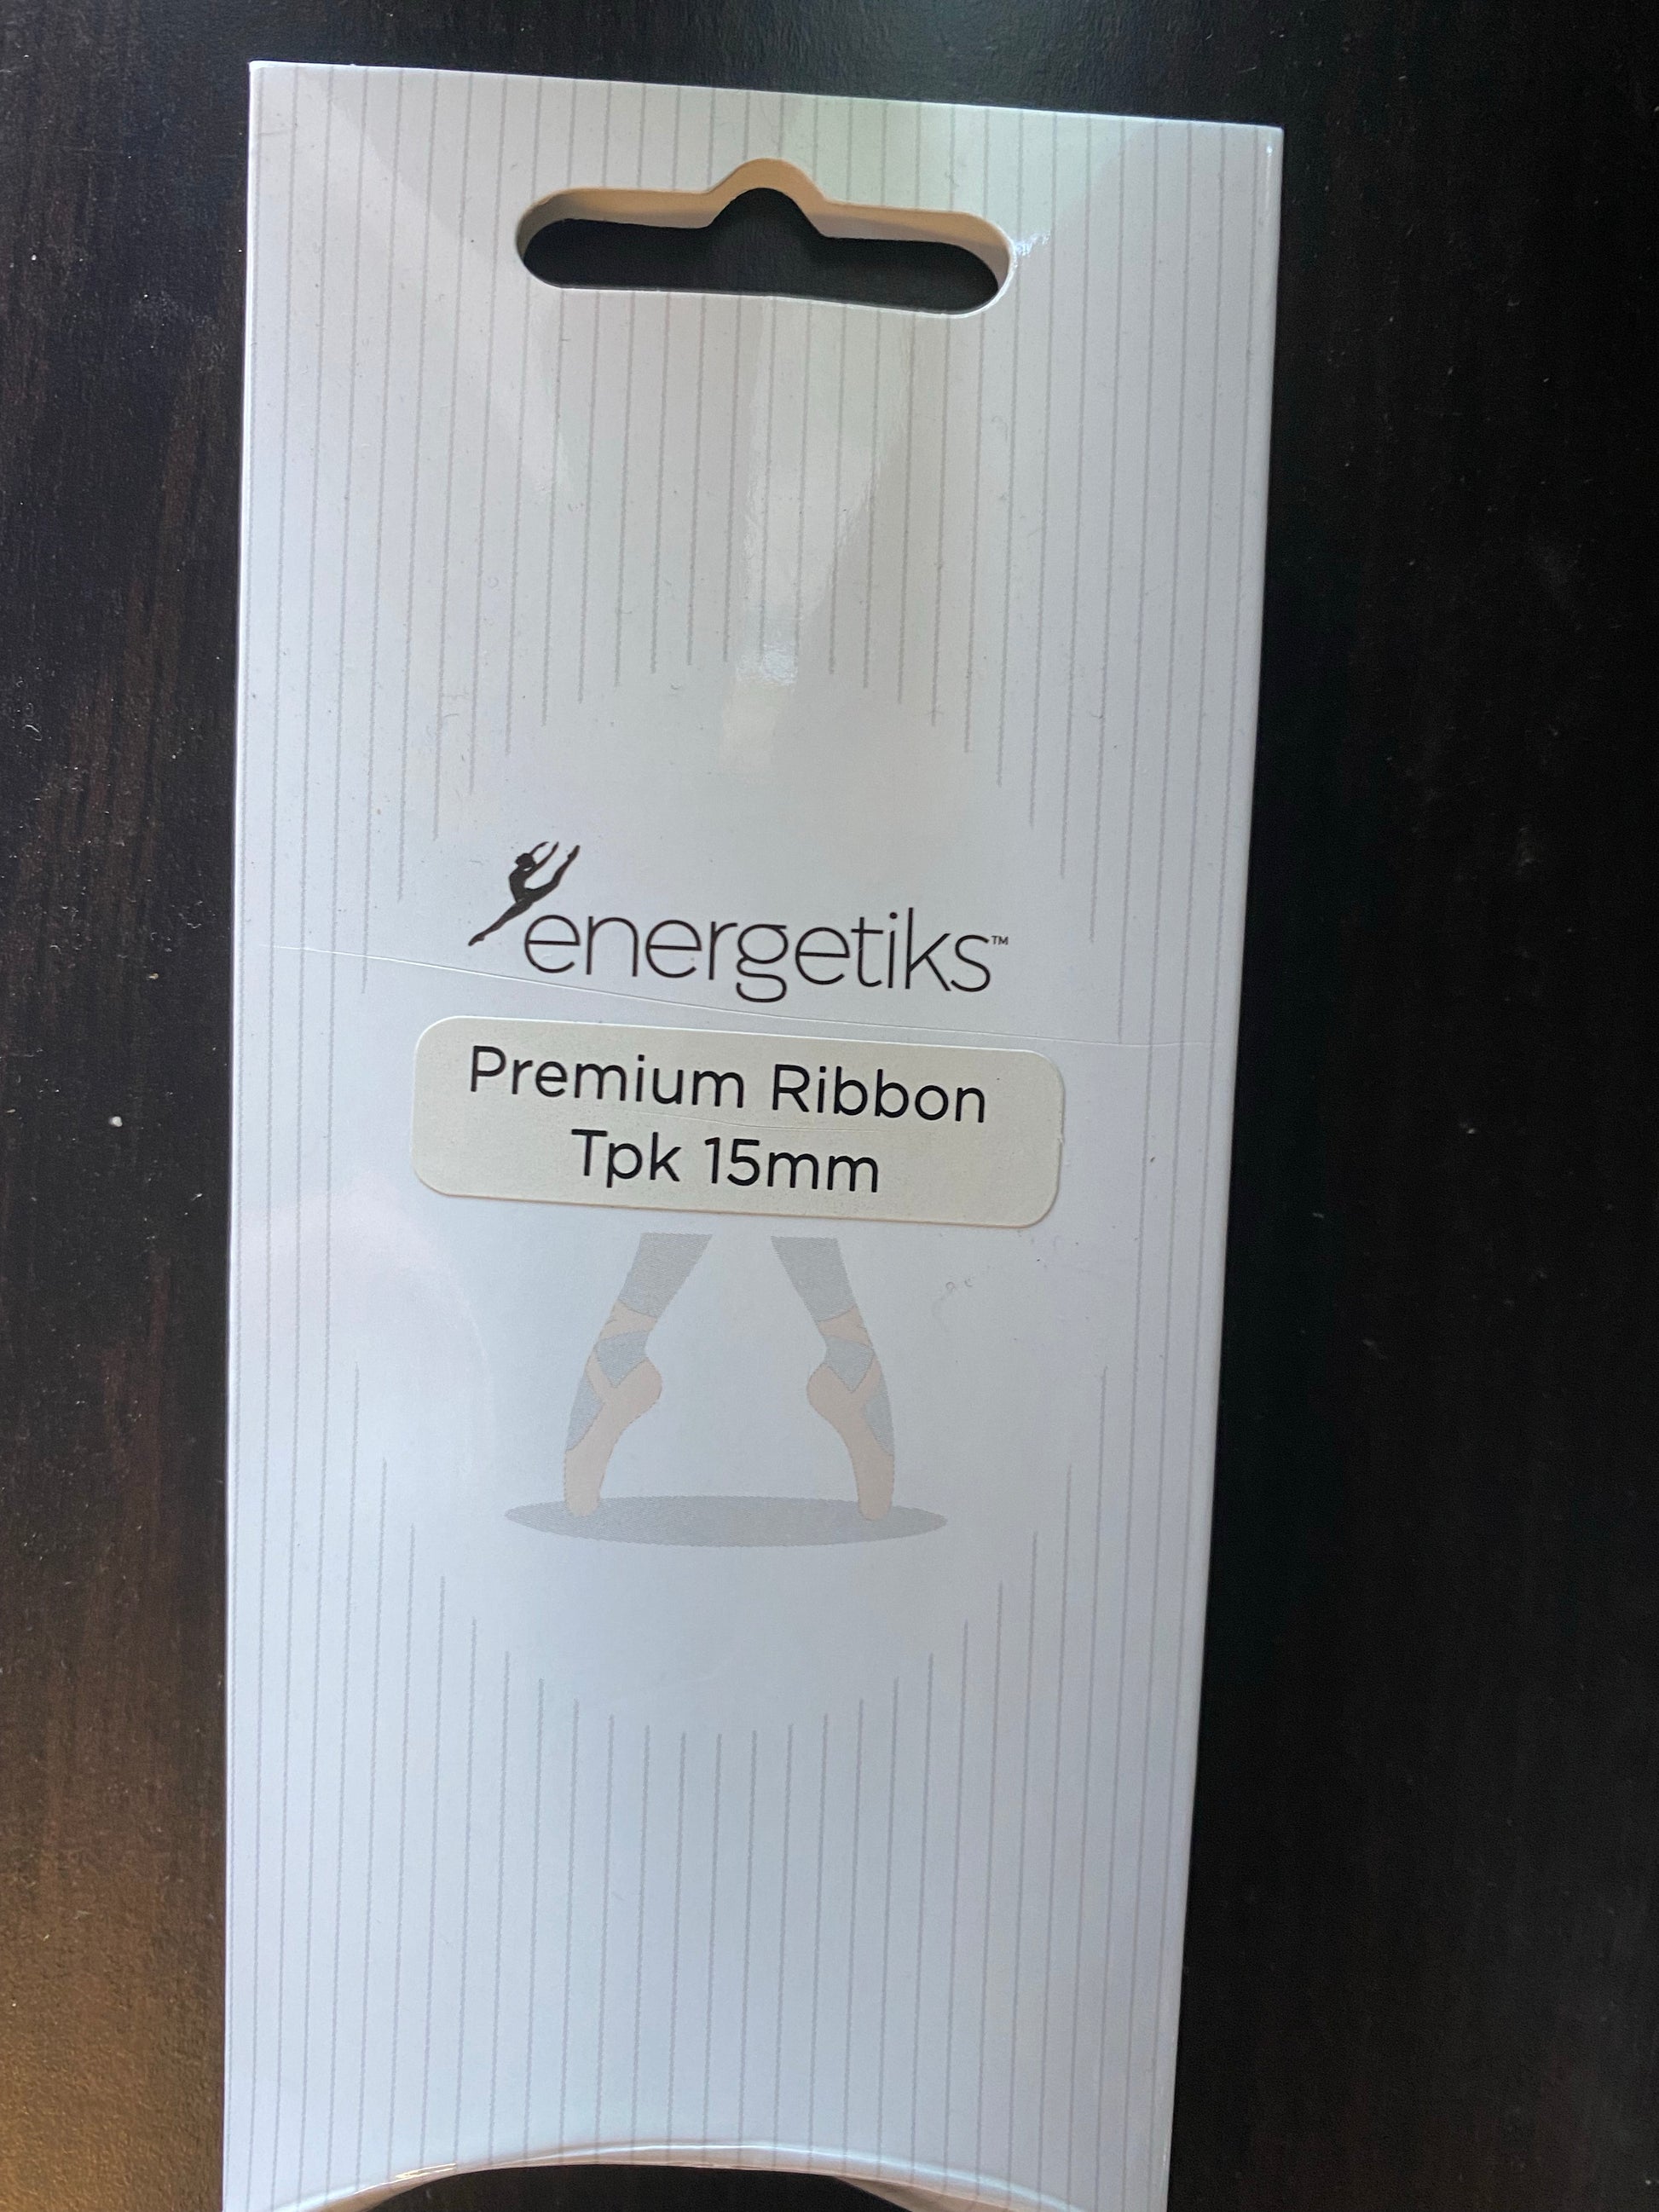 energetiks™
Premium Ribbon
Tpk 15mm